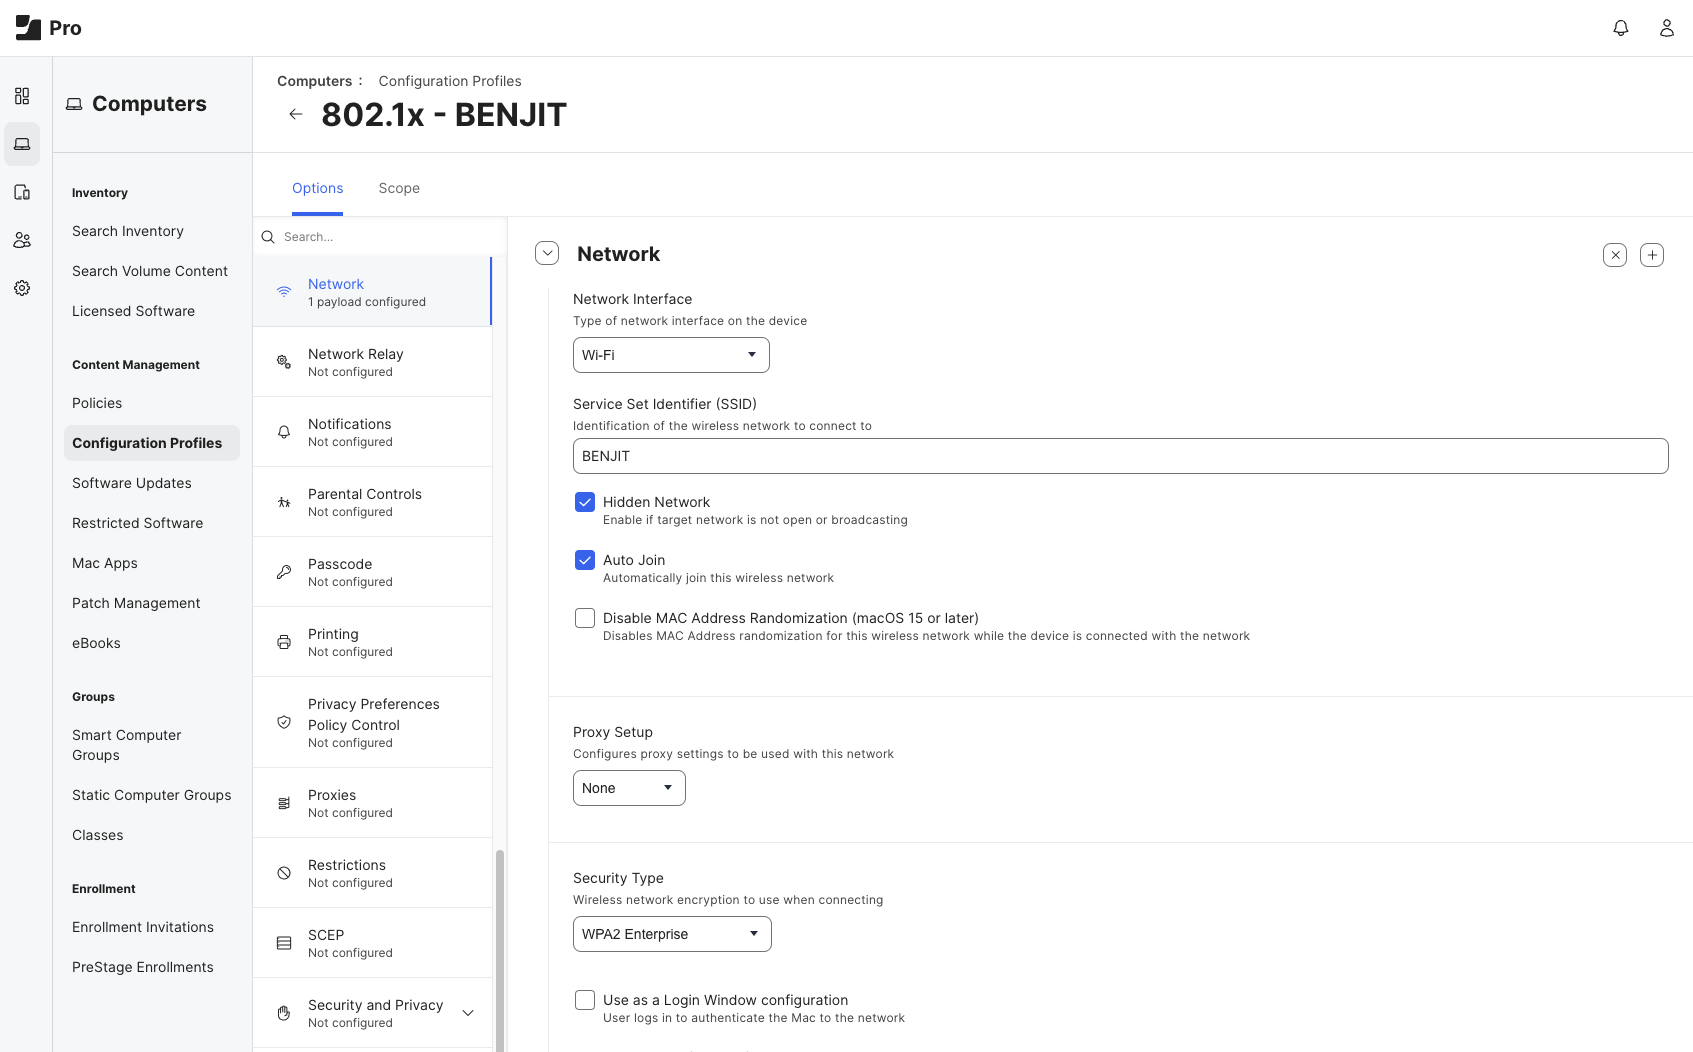 Pro
Computers
Inventory
Search Inventory
Search Volume Content
Licensed Software
Content Management
Policies
Configuration Profiles
Software Updates
Restricted Software
Mac Apps
Patch Management
eBooks
Groups
Smart Computer
Groups
Static Computer Groups
Classes
Enrollment
Enrollment Invitations
PreStage Enrollments
Computers : Configuration Profiles
802.1x - BENJIT
Options Scope
Search...
Network
1 payload configured
Network Relay
Not configured
Notifications
Not configured
Parental Controls
Not configured
Passcode
Not configured
Printing
Not configured
Privacy Preferences
Policy Control
Not configured
Proxies
Not configured
Restrictions
Not configured
SCEP
Not configured
Security and Privacy
Not configured
Network
Network Interface
Type of network interface on the device
Wi-Fi
Service Set Identifier (SSID)
Identification of the wireless network to connect to
BENJIT
Hidden Network
Enable if target network is not open or broadcasting
Auto Join
Automatically join this wireless network
Disable MAC Address Randomization (macOS 15 or later)
Disables MAC Address randomization for this wireless network while the device is connected with the network
Proxy Setup
Configures proxy settings to be used with this network
None
Security Type
Wireless network encryption to use when connecting
WPA2 Enterprise
Use as a Login Window configuration
User logs in to authenticate the Mac to the network